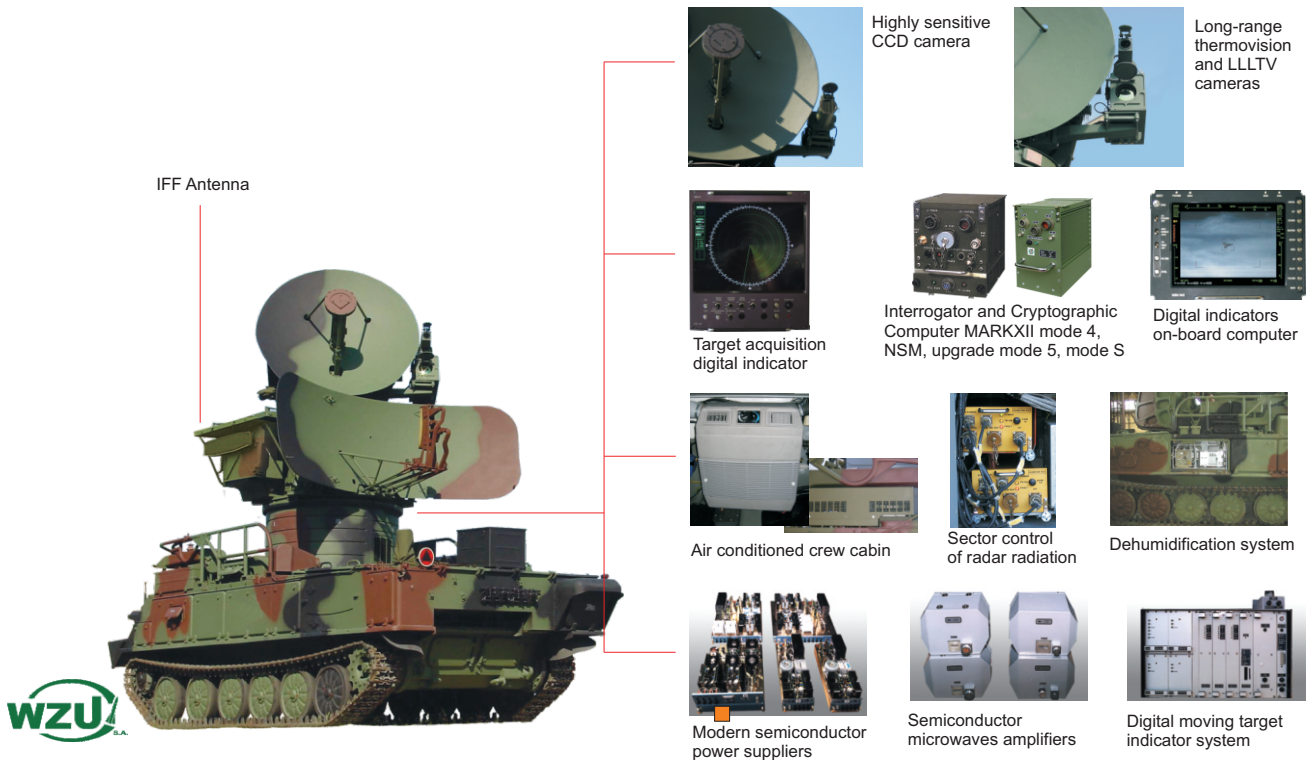 Highly sensitive
CCD camera
Long-range
thermovision
and LLLTV
cameras
IFF Antenna
Target acquisition
digital indicator
Interrogator and Cryptographic
Computer MARKXII mode 4,
NSM, upgrade mode 5, mode S
Digital indicators
on-board computer
Air conditioned crew cabin
Sector control
of radar radiation
Dehumidification system
WZU
S.A.
Modern semiconductor
power suppliers
Semiconductor
microwaves amplifiers
Digital moving target
indicator system